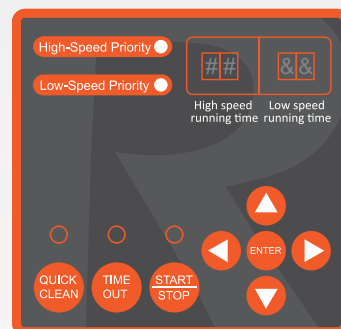 High-Speed Priority
Low-Speed Priority
## &&
High speed running time
Low speed running time
QUICK CLEAN
TIME OUT
START STOP
ENTER